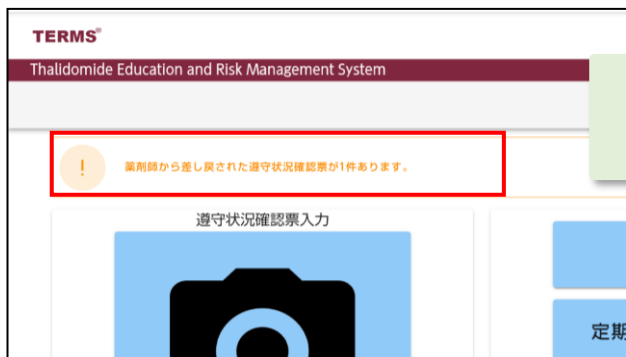 TERMS®
Thalidomide Education and Risk Management System
!
薬剤師から差し戻された遵守状況確認票が1件あります。
遵守状況確認票入力
定期